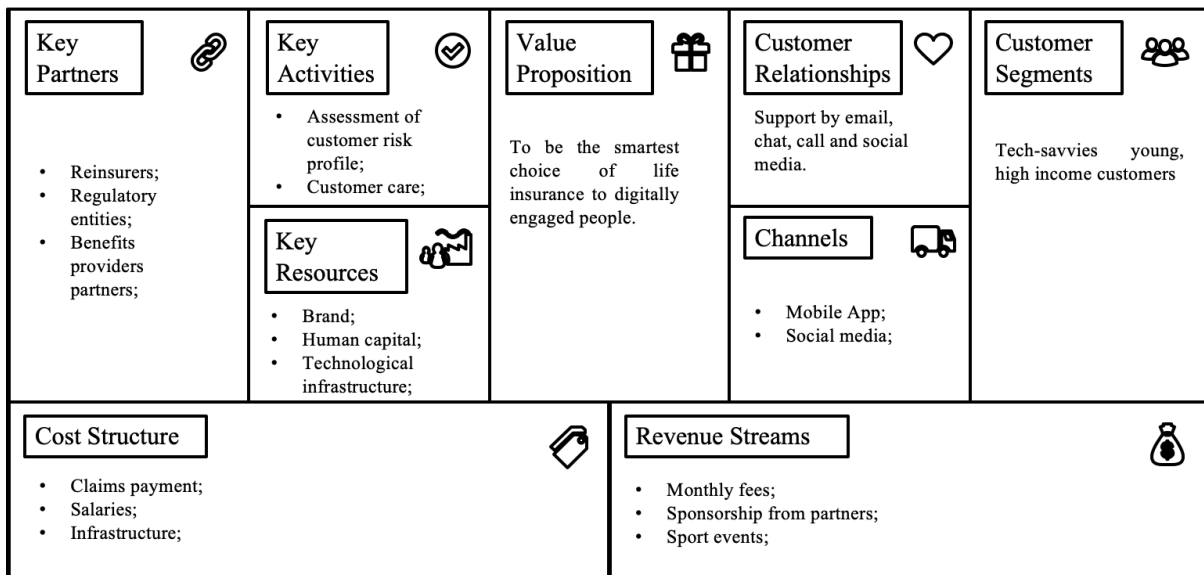 Key
Partners
• Reinsurers;
• Regulatory
entities;
• Benefits
providers
partners;
Key
Activities
• Assessment of
customer risk
profile;
• Customer care;
Key
Resources
• Brand;
• Human capital;
• Technological
infrastructure;
Value
Proposition
To be the smartest
choice of life
insurance to digitally
engaged people.
Customer
Relationships
Support by email,
chat, call and social
media.
Channels
• Mobile App;
• Social media;
Customer
Segments
Tech-savvies young,
high income customers
Cost Structure
• Claims payment;
• Salaries;
• Infrastructure;
Revenue Streams
$
• Monthly fees;
• Sponsorship from partners;
• Sport events;